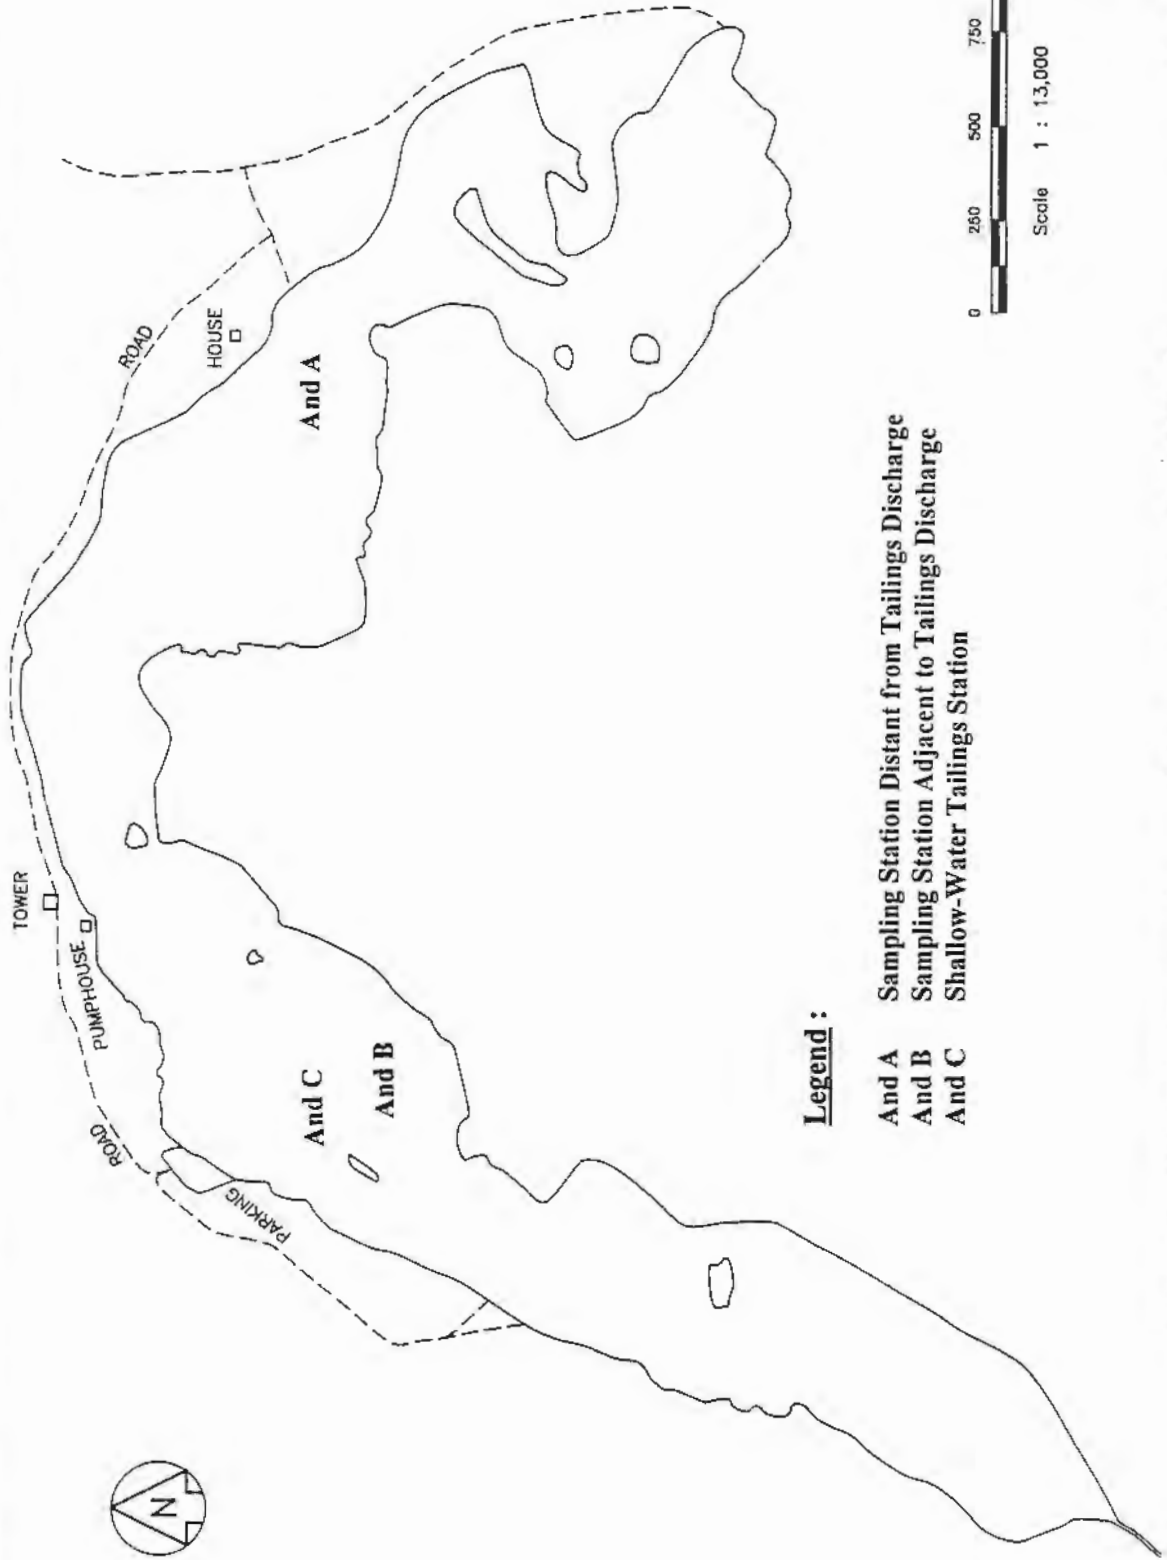 TOWER
PUMPHOUSE
ROAD
PARKING
ROAD
HOUSE
And A
And C
And B
N
Legend :
And A Sampling Station Distant from Tailings Discharge
And B Sampling Station Adjacent to Tailings Discharge
And C Shallow-Water Tailings Station
0 250 500 750
Scale 1 : 13,000